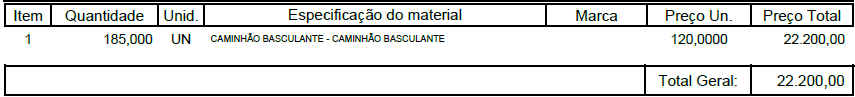 Item Quantidade Unid. Especificação do material Marca Preço Un. Preço Total
1 185,000 UN CAMINHÃO BASCULANTE - CAMINHÃO BASCULANTE 120,0000 22.200,00
Total Geral: 22.200,00